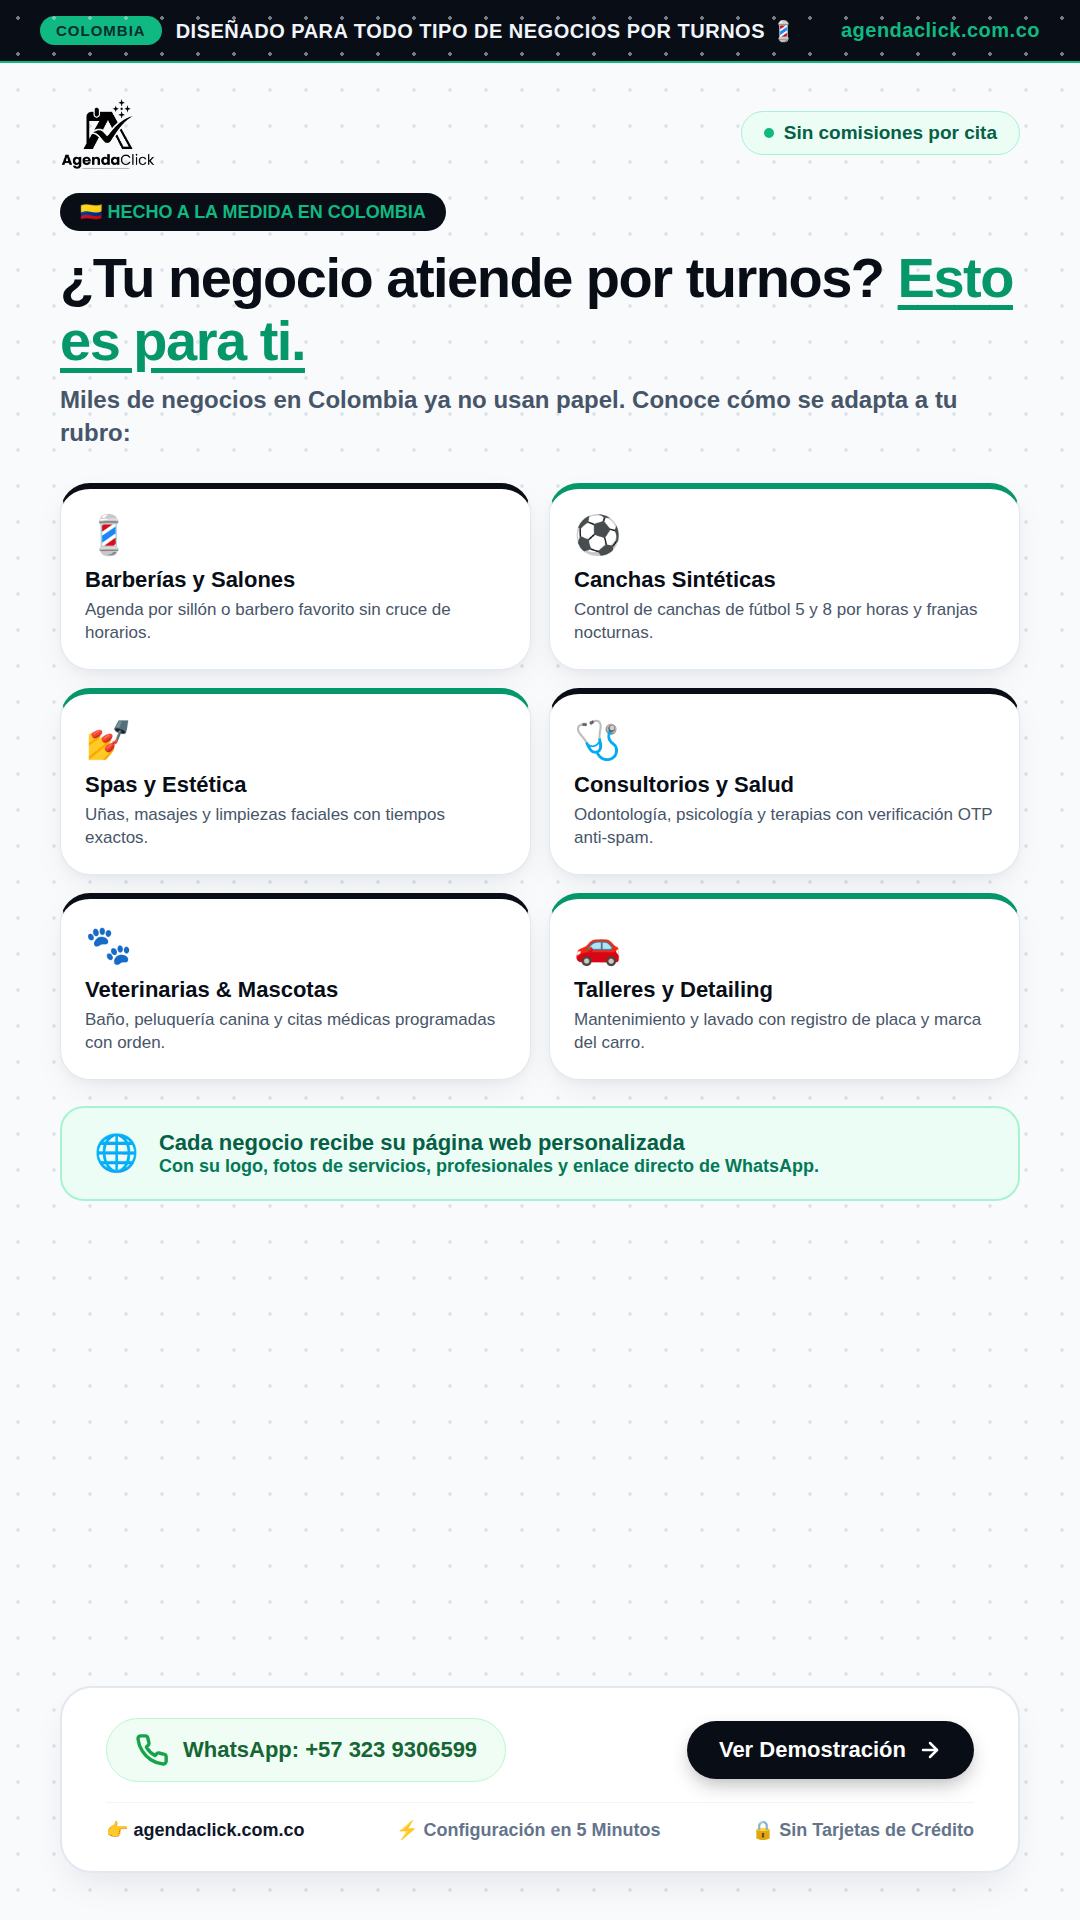 COLOMBIA DISEÑADO PARA TODO TIPO DE NEGOCIOS POR TURNOS 💈 agendaclick.com.co
AgendaClick
Sin comisiones por cita
🇨🇴 HECHO A LA MEDIDA EN COLOMBIA
¿Tu negocio atiende por turnos? Esto
es para ti.
Miles de negocios en Colombia ya no usan papel. Conoce cómo se adapta a tu
rubro:
Barberías y Salones
Agenda por sillón o barbero favorito sin cruce de
horarios.
Canchas Sintéticas
Control de canchas de fútbol 5 y 8 por horas y franjas
nocturnas.
Spas y Estética
Uñas, masajes y limpiezas faciales con tiempos
exactos.
Consultorios y Salud
Odontología, psicología y terapias con verificación OTP
anti-spam.
Veterinarias & Mascotas
Baño, peluquería canina y citas médicas programadas
con orden.
Talleres y Detailing
Mantenimiento y lavado con registro de placa y marca
del carro.
Cada negocio recibe su página web personalizada
Con su logo, fotos de servicios, profesionales y enlace directo de WhatsApp.
WhatsApp: +57 323 9306599
Ver Demostración →
👉 agendaclick.com.co
⚡ Configuración en 5 Minutos
🔒 Sin Tarjetas de Crédito